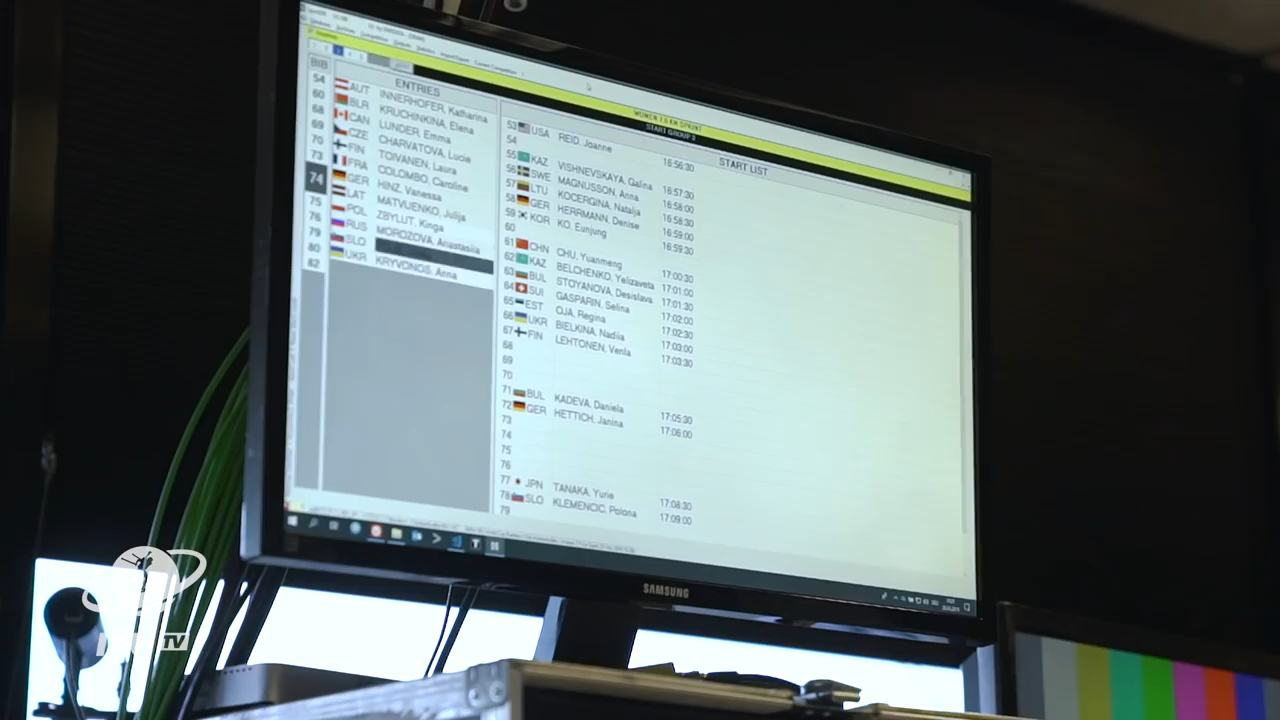 BIB ENTRIES
54 AUT INNERHOFER, Katharina
60 BLR KRUCHINKINA, Elena
68 CAN LUNDER, Emma
69 CZE CHARVATOVA, Lucie
70 FIN TOIVANEN, Laura
73 FRA COLOMBO, Caroline
74 GER HINZ, Vanessa
75 LAT MATVIJENKO, Julija
76 POL ZBYLUT, Kinga
79 RUS MOROZOVA, Anastasiia
80 SLO
82 UKR KRYVONOS, Anna
WOMEN 7.5 KM SPRINT
START GROUP 3
START LIST
53 USA REID, Joanne 16:56:30
54
55 KAZ VISHNEVSKAYA, Galina 16:57:30
56 SWE MAGNUSSON, Anna 16:58:00
57 LTU KOCERGINA, Natalja 16:58:30
58 GER HERRMANN, Denise 16:59:00
59 KOR KO, Eunjung 16:59:30
60
61 CHN CHU, Yuanmeng 17:00:30
62 KAZ BELCHENKO, Yelizaveta 17:01:00
63 BUL STOYANOVA, Desislava 17:01:30
64 SUI GASPARIN, Selina 17:02:00
65 EST OJA, Regina 17:02:30
66 UKR BIELKINA, Nadiia 17:03:00
67 FIN LEHTONEN, Venla 17:03:30
68
69
70
71 BUL KADEVA, Daniela 17:05:30
72 GER HETTICH, Janina 17:06:00
73
74
75
76
77 JPN TANAKA, Yurie 17:08:30
78 SLO KLEMENCIC, Polona 17:09:00
79
SAMSUNG
TV